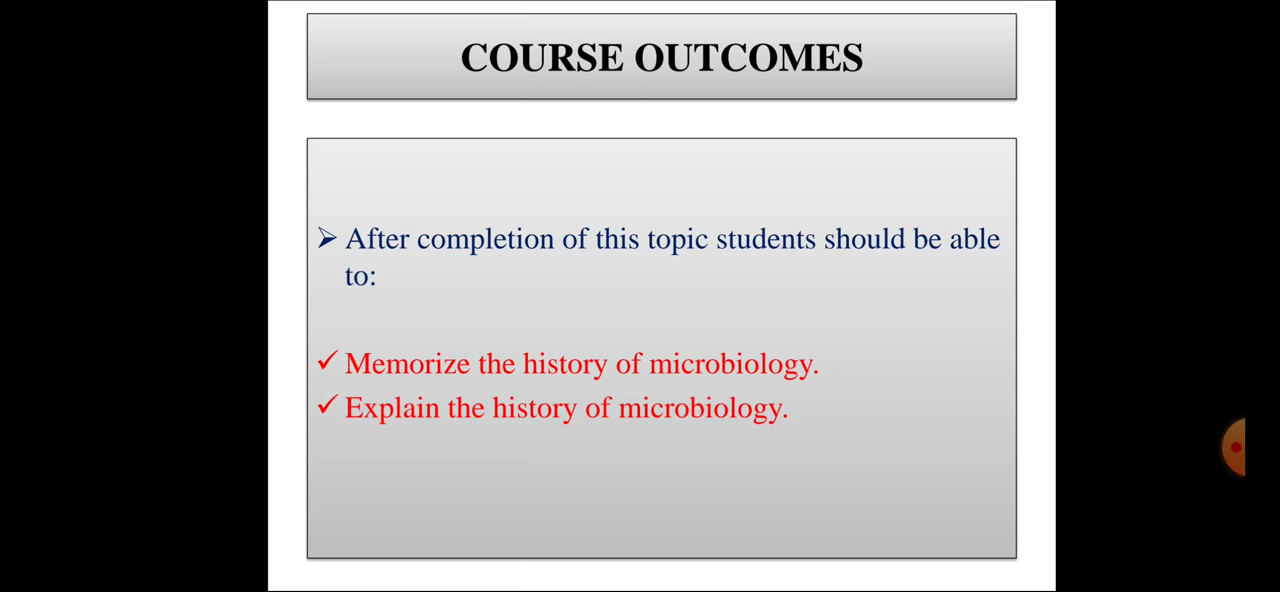 COURSE OUTCOMES
➢ After completion of this topic students should be able
to:
✓ Memorize the history of microbiology.
✓ Explain the history of microbiology.